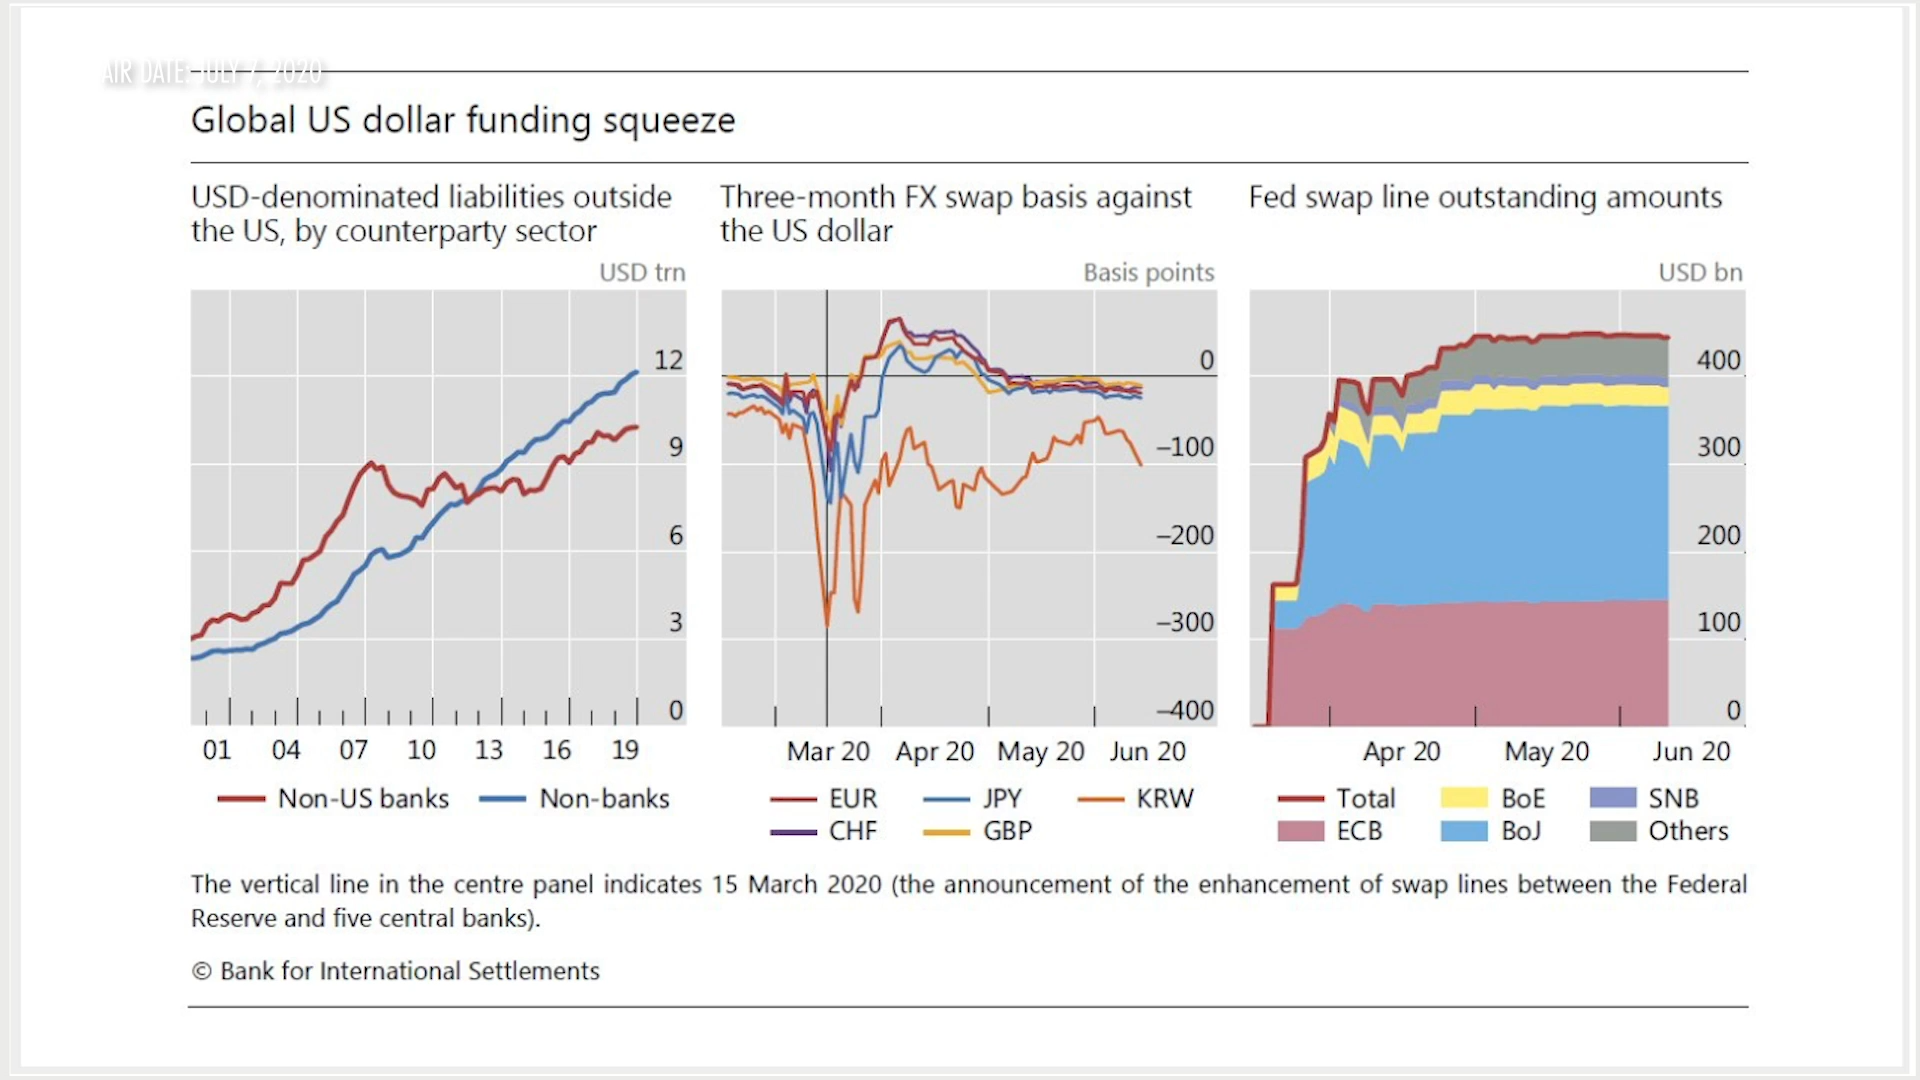 AIR DATE: JULY 7, 2020
Global US dollar funding squeeze
USD-denominated liabilities outside
the US, by counterparty sector
USD trn
12
9
6
3
0
01 04 07 10 13 16 19
Non-US banks Non-banks
Three-month FX swap basis against
the US dollar
Basis points
0
–100
–200
–300
–400
Mar 20 Apr 20 May 20 Jun 20
EUR JPY KRW
CHF GBP
Fed swap line outstanding amounts
USD bn
400
300
200
100
0
Apr 20 May 20 Jun 20
Total BoE SNB
ECB BoJ Others
The vertical line in the centre panel indicates 15 March 2020 (the announcement of the enhancement of swap lines between the Federal
Reserve and five central banks).
© Bank for International Settlements